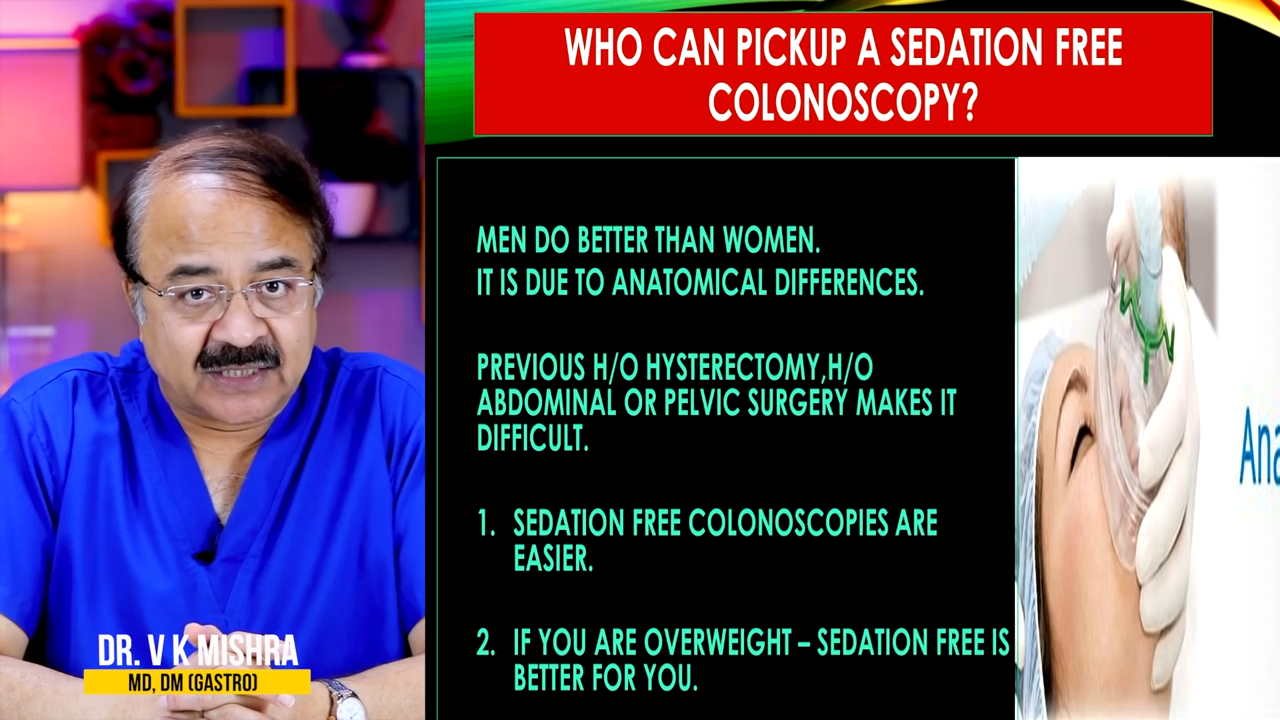 WHO CAN PICKUP A SEDATION FREE
COLONOSCOPY?
MEN DO BETTER THAN WOMEN.
IT IS DUE TO ANATOMICAL DIFFERENCES.
PREVIOUS H/O HYSTERECTOMY,H/O
ABDOMINAL OR PELVIC SURGERY MAKES IT
DIFFICULT.
1. SEDATION FREE COLONOSCOPIES ARE
EASIER.
2. IF YOU ARE OVERWEIGHT – SEDATION FREE IS
BETTER FOR YOU.
Ana
DR. V K MISHRA
MD, DM (GASTRO)